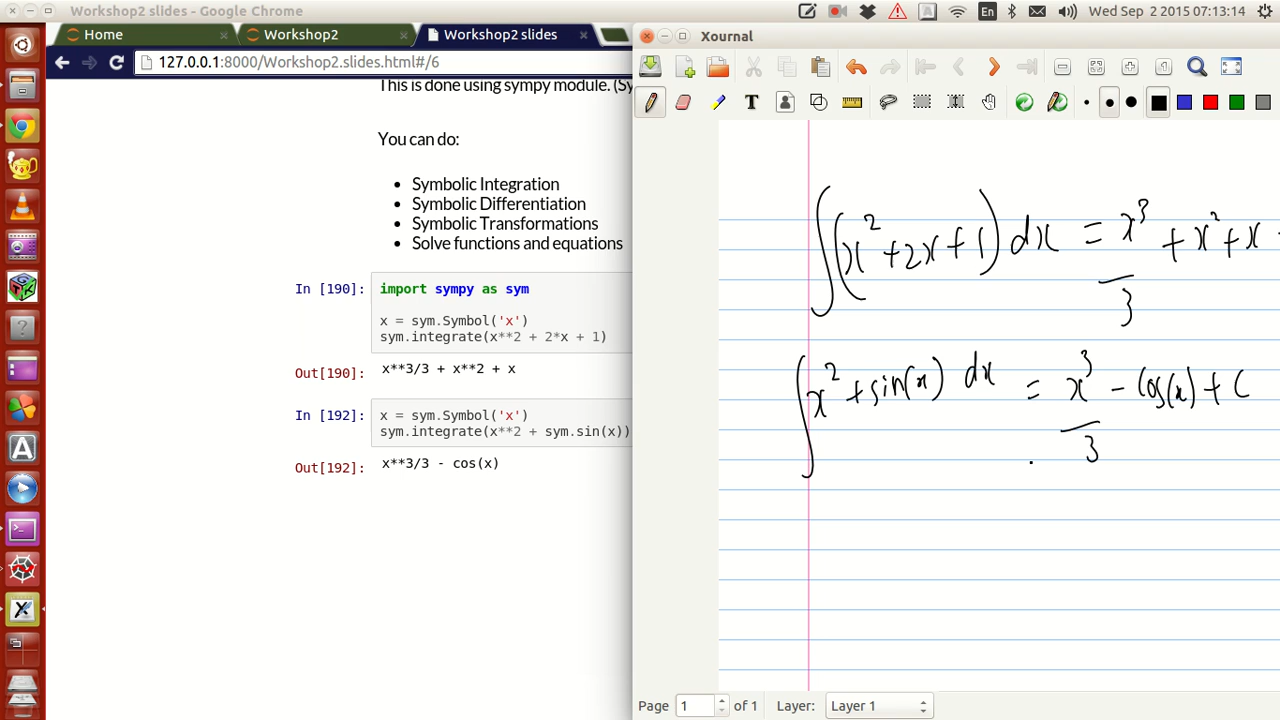 Workshop2 slides - Google Chrome
En
Wed Sep 2 2015 07:13:14
Home
Workshop2
Workshop2 slides
127.0.0.1:8000/Workshop2.slides.html#/6
This is done using sympy module. (Sy
You can do:
• Symbolic Integration
• Symbolic Differentiation
• Symbolic Transformations
• Solve functions and equations
In [190]: import sympy as sym
x = sym.Symbol('x')
sym.integrate(x**2 + 2*x + 1)
Out[190]: x**3/3 + x**2 + x
In [192]: x = sym.Symbol('x')
sym.integrate(x**2 + sym.sin(x))
Out[192]: x**3/3 - cos(x)
Xournal
∫(x² + 2x + 1) dx = x³/3 + x² + x
∫x² + sin(x) dx = x³/3 - cos(x) + C
Page 1 of 1 Layer: Layer 1